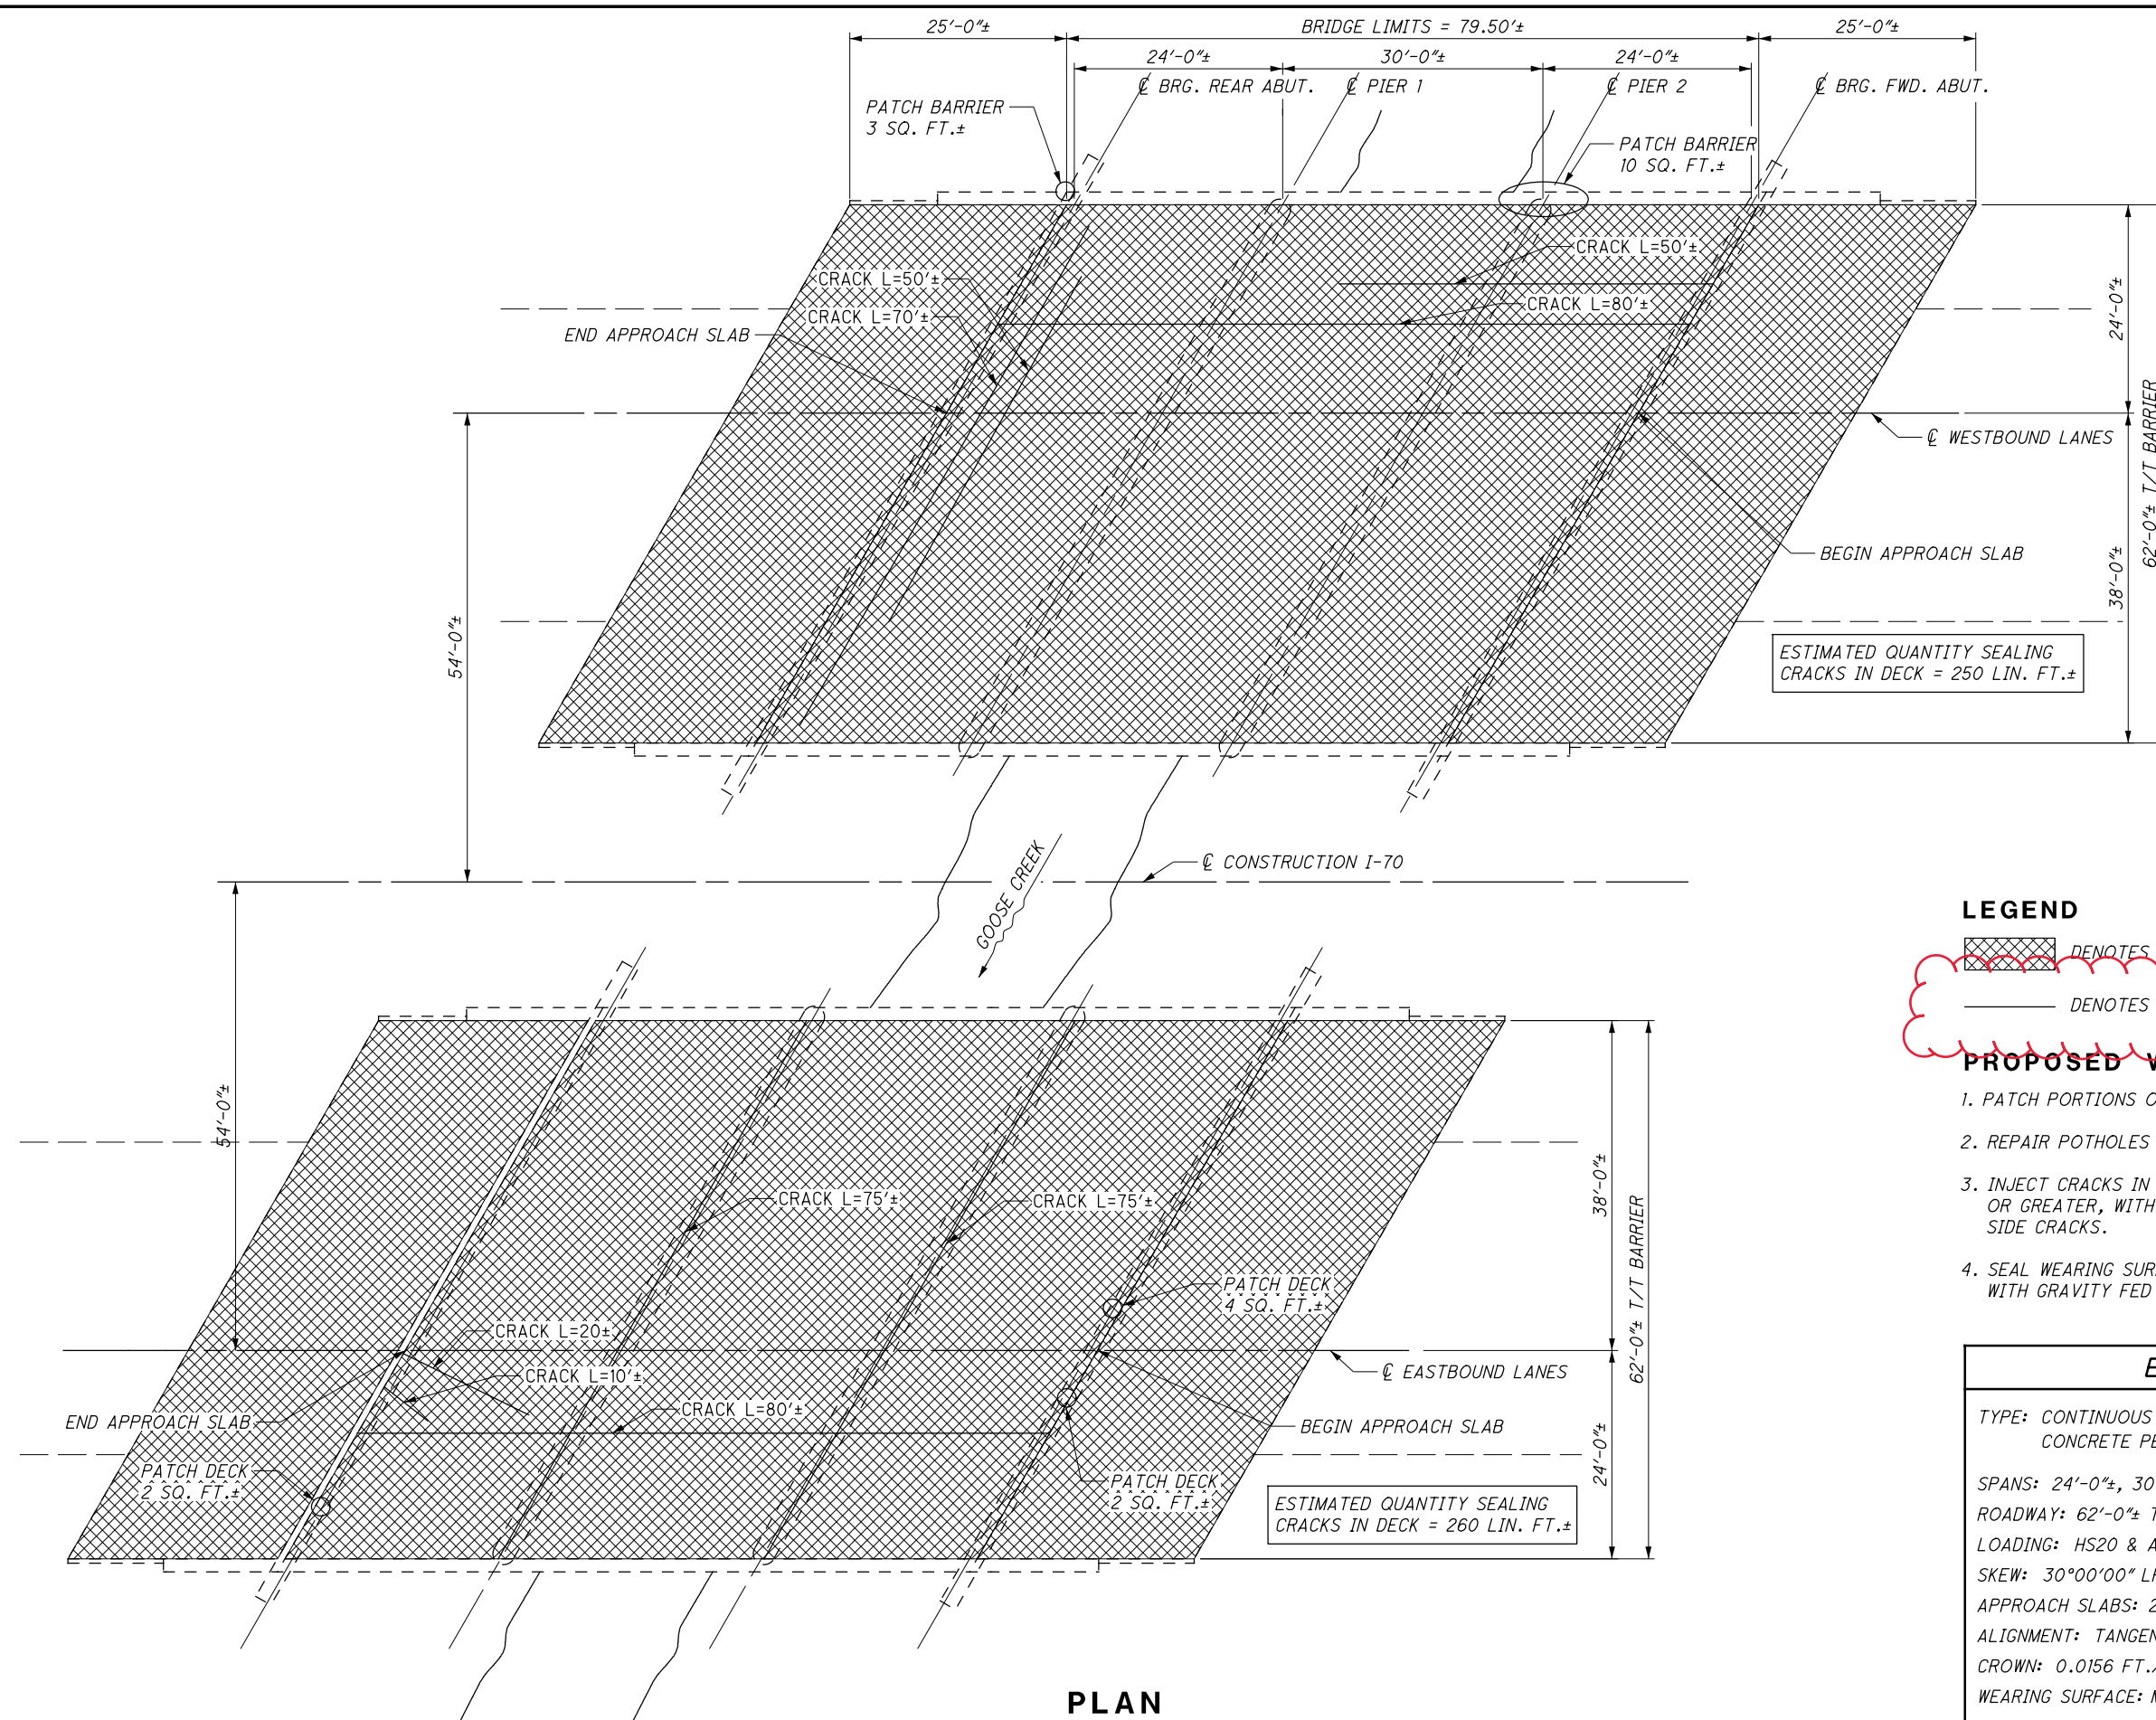 25'-0"±
BRIDGE LIMITS = 79.50'±
25'-0"±
24'-0"±
30'-0"±
24'-0"±
℄ BRG. REAR ABUT.
℄ PIER 1
℄ PIER 2
℄ BRG. FWD. ABUT.
PATCH BARRIER
3 SQ. FT.±
PATCH BARRIER
10 SQ. FT.±
CRACK L=50'±
CRACK L=50'±
CRACK L=80'±
CRACK L=70'±
END APPROACH SLAB
24'-0"±
℄ WESTBOUND LANES
62'-0"± T/T BARRIER
BEGIN APPROACH SLAB
38'-0"±
54'-0"±
ESTIMATED QUANTITY SEALING
CRACKS IN DECK = 250 LIN. FT.±
℄ CONSTRUCTION I-70
GOOSE CREEK
LEGEND
DENOTES
DENOTES
PROPOSED
1. PATCH PORTIONS
2. REPAIR POTHOLES
3. INJECT CRACKS IN
OR GREATER, WITH
SIDE CRACKS.
4. SEAL WEARING
WITH GRAVITY FED
54'-0"±
CRACK L=75'±
CRACK L=75'±
38'-0"±
62'-0"± T/T BARRIER
PATCH DECK
4 SQ. FT.±
CRACK L=20±
CRACK L=10'±
℄ EASTBOUND LANES
CRACK L=80'±
END APPROACH SLAB
BEGIN APPROACH SLAB
24'-0"±
PATCH DECK
2 SQ. FT.±
PATCH DECK
2 SQ. FT.±
ESTIMATED QUANTITY SEALING
CRACKS IN DECK = 260 LIN. FT.±
TYPE: CONTINUOUS
CONCRETE
SPANS: 24'-0"±, 30
ROADWAY: 62'-0"±
LOADING: HS20 &
SKEW: 30°00'00"
APPROACH SLABS:
ALIGNMENT:
CROWN: 0.0156 FT.
WEARING SURFACE:
PLAN